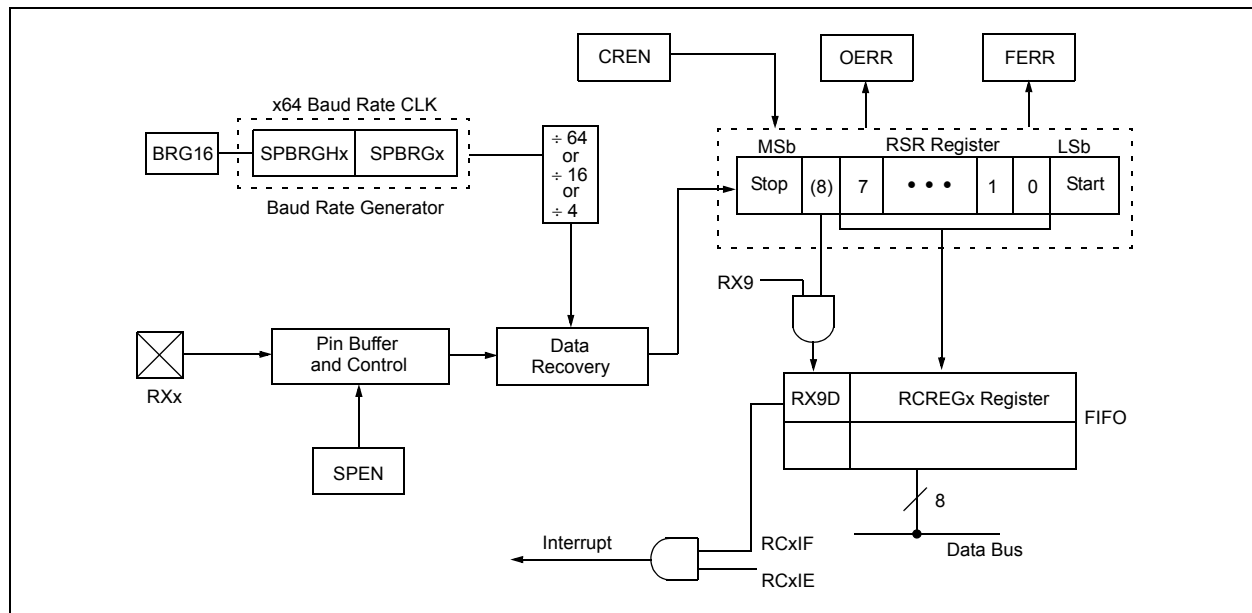 CREN
OERR
FERR
x64 Baud Rate CLK
BRG16
SPBRGHx
SPBRGx
Baud Rate Generator
÷ 64
or
÷ 16
or
÷ 4
MSb
RSR Register
LSb
Stop
(8)
7
• • •
1
0
Start
RX9
RXx
Pin Buffer
and Control
Data
Recovery
SPEN
RX9D
RCREGx Register
FIFO
8
Data Bus
Interrupt
RCxIF
RCxIE